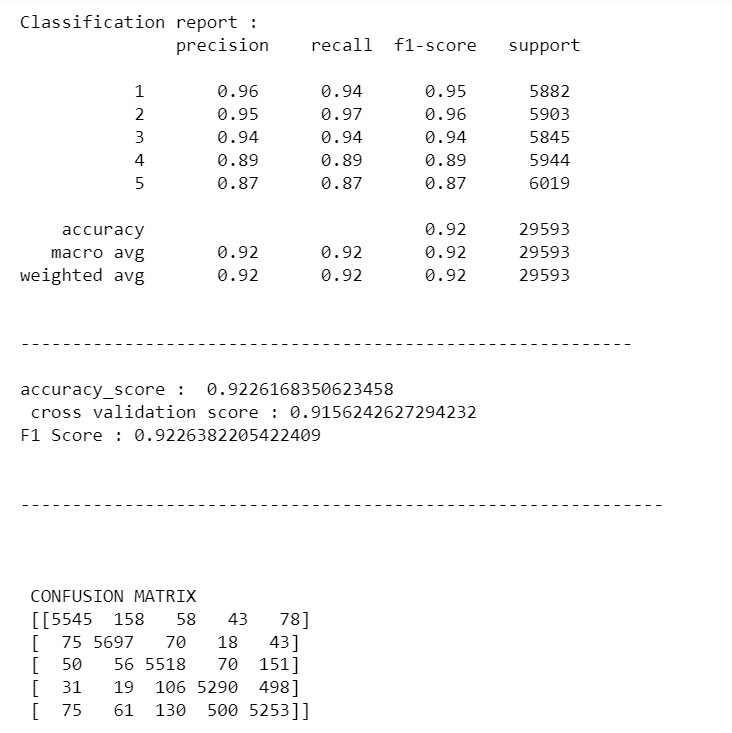 Classification report :
precision recall f1-score support
1 0.96 0.94 0.95 5882
2 0.95 0.97 0.96 5903
3 0.94 0.94 0.94 5845
4 0.89 0.89 0.89 5944
5 0.87 0.87 0.87 6019
accuracy 0.92 29593
macro avg 0.92 0.92 0.92 29593
weighted avg 0.92 0.92 0.92 29593
-----------------------------------------------------------
accuracy_score : 0.9226168350623458
cross validation score : 0.9156242627294232
F1 Score : 0.9226382205422409
--------------------------------------------------------------
CONFUSION MATRIX
[[5545 158 58 43 78]
[ 75 5697 70 18 43]
[ 50 56 5518 70 151]
[ 31 19 106 5290 498]
[ 75 61 130 500 5253]]